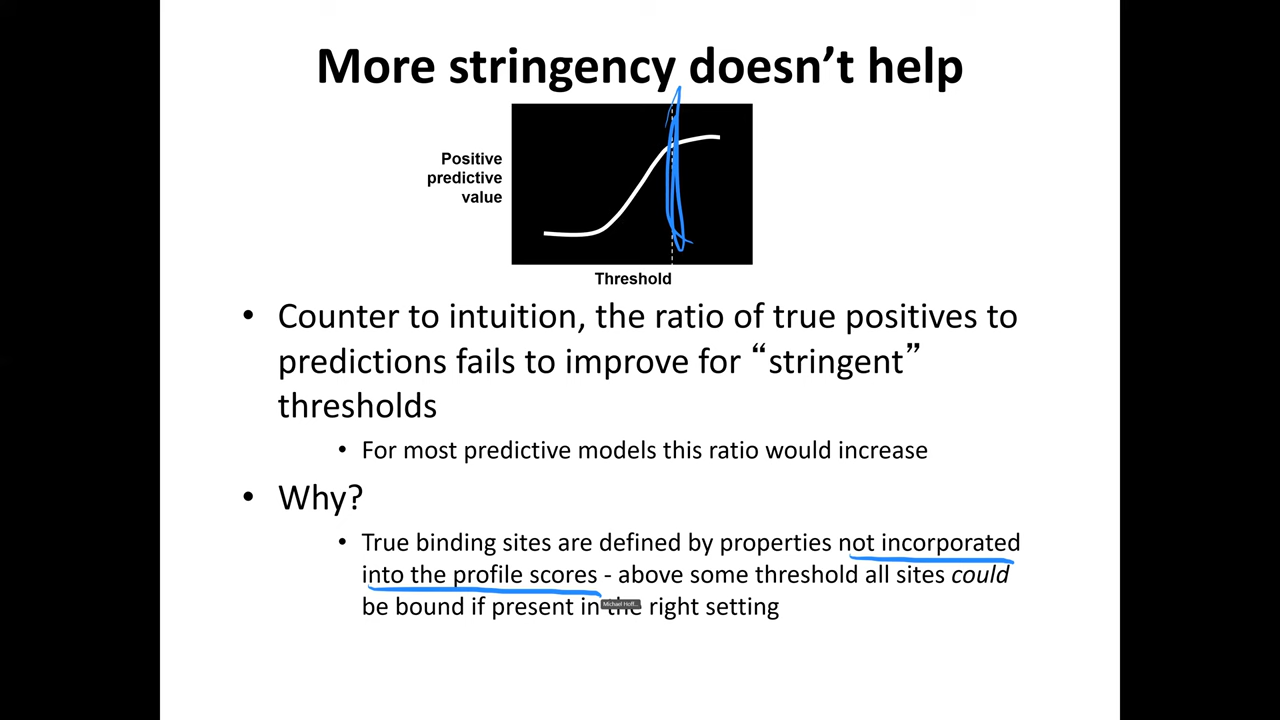 More stringency doesn’t help
Positive
predictive
value
Threshold
• Counter to intuition, the ratio of true positives to
predictions fails to improve for “stringent”
thresholds
• For most predictive models this ratio would increase
• Why?
• True binding sites are defined by properties not incorporated
into the profile scores - above some threshold all sites could
be bound if present in the right setting
Michael Hoff...